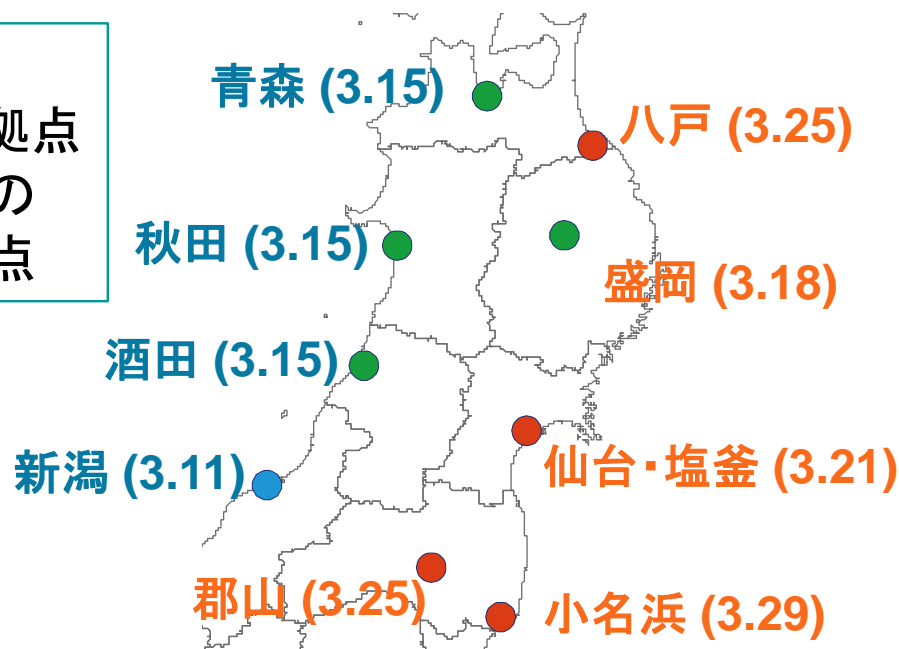 拠点
の
点
青森 (3.15)
八戸 (3.25)
秋田 (3.15)
盛岡 (3.18)
酒田 (3.15)
新潟 (3.11)
仙台・塩釜 (3.21)
郡山 (3.25)
小名浜 (3.29)